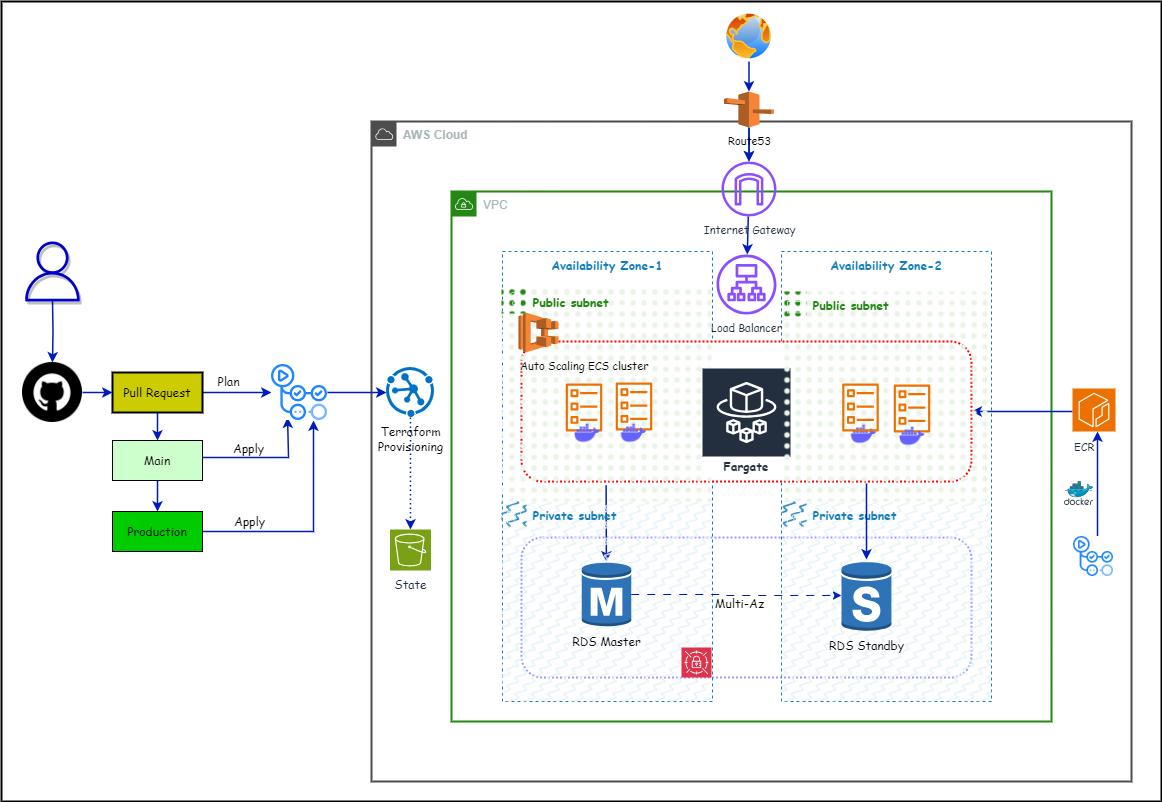 Route53
AWS Cloud
VPC
Internet Gateway
Availability Zone-1
Availability Zone-2
Public subnet
Public subnet
Load Balancer
Auto Scaling ECS cluster
Fargate
Pull Request
Plan
Main
Apply
Production
Apply
Terraform
Provisioning
State
ECR
docker
Private subnet
Private subnet
M
S
Multi-Az
RDS Master
RDS Standby